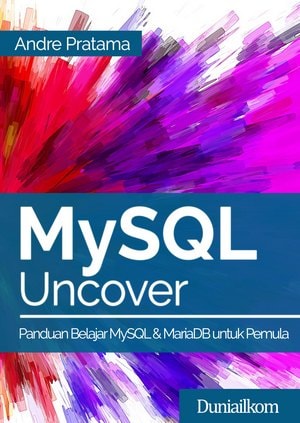 Andre Pratama
MySQL
Uncover
Panduan Belajar MySQL & MariaDB untuk Pemula
Duniailkom